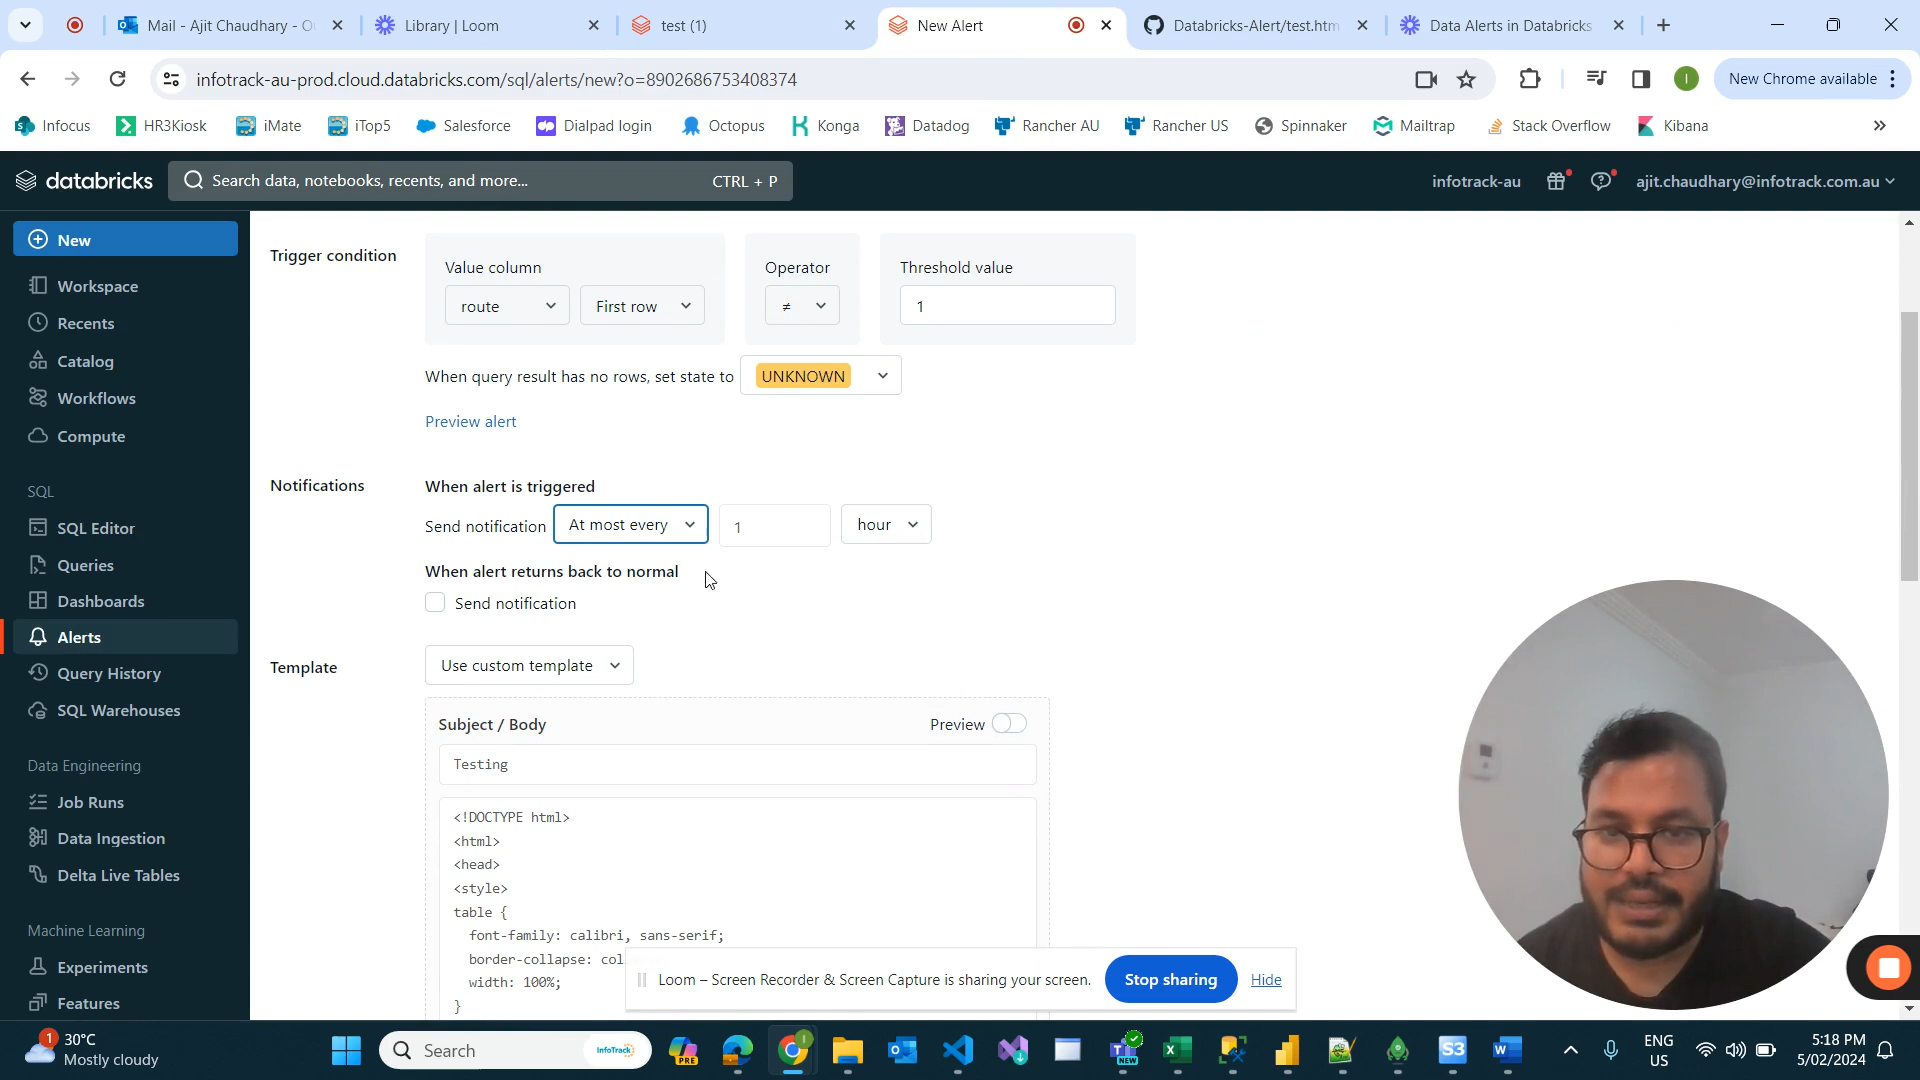 Mail - Ajit Chaudhary - O
Library | Loom
test (1)
New Alert
Databricks-Alert/test.htm
Data Alerts in Databricks
infotrack-au-prod.cloud.databricks.com/sql/alerts/new?o=8902686753408374
New Chrome available
Infocus
HR3Kiosk
iMate
iTop5
Salesforce
Dialpad login
Octopus
Konga
Datadog
Rancher AU
Rancher US
Spinnaker
Mailtrap
Stack Overflow
Kibana
databricks
Search data, notebooks, recents, and more...
CTRL + P
infotrack-au
ajit.chaudhary@infotrack.com.au
New
Workspace
Recents
Catalog
Workflows
Compute
SQL
SQL Editor
Queries
Dashboards
Alerts
Query History
SQL Warehouses
Data Engineering
Job Runs
Data Ingestion
Delta Live Tables
Machine Learning
Experiments
Features
Trigger condition
Value column
Operator
Threshold value
route
First row
≠
1
When query result has no rows, set state to
UNKNOWN
Preview alert
Notifications
When alert is triggered
Send notification
At most every
1
hour
When alert returns back to normal
Send notification
Template
Use custom template
Subject / Body
Preview
Testing
<!DOCTYPE html>
<html>
<head>
<style>
table {
font-family: calibri, sans-serif;
border-collapse: col
width: 100%;
}
Loom – Screen Recorder & Screen Capture is sharing your screen.
Stop sharing
Hide
1
30°C
Mostly cloudy
Search
InfoTrack
PRE
NEW
S3
ENG
US
5:18 PM
5/02/2024